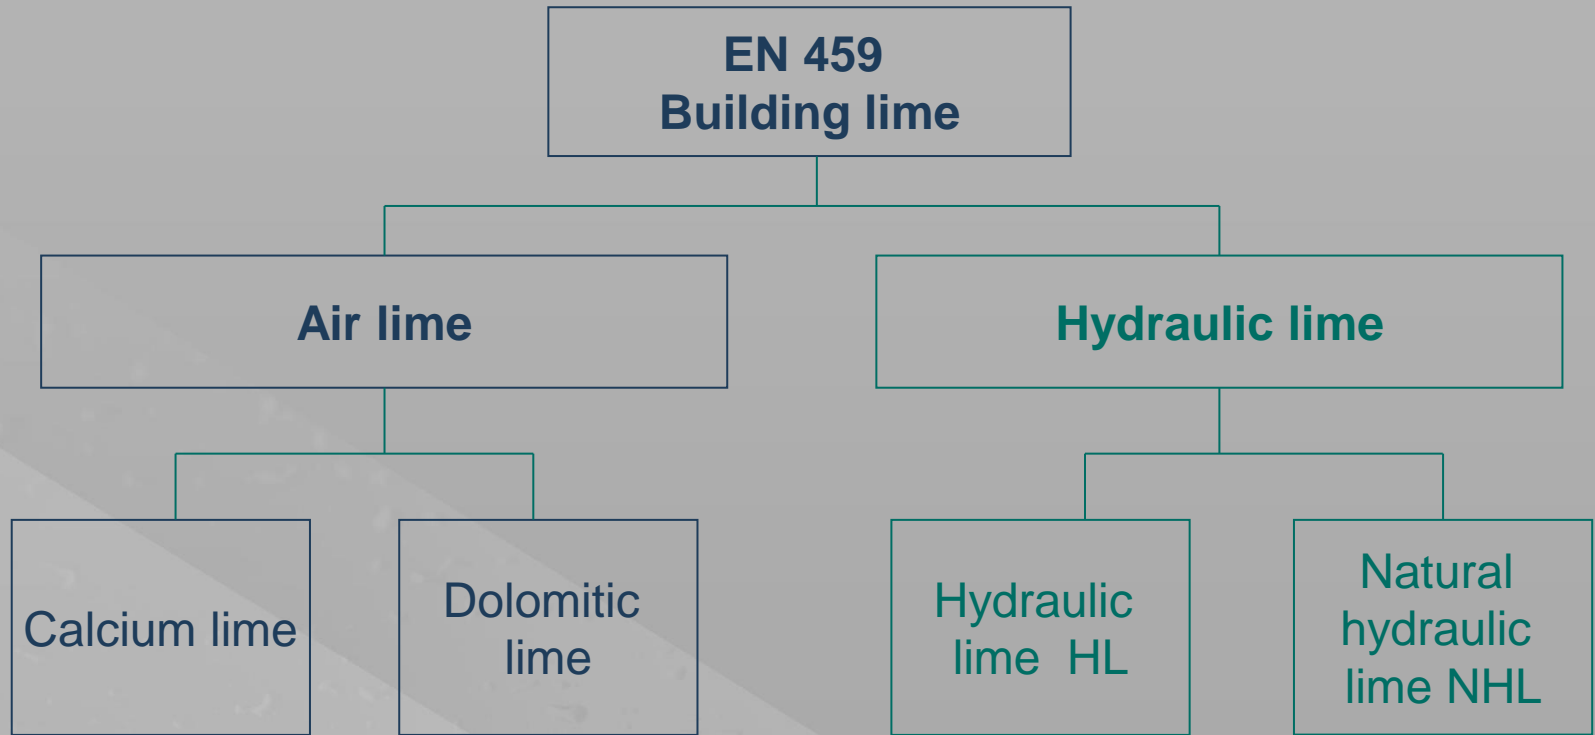 EN 459
Building lime
Air lime
Hydraulic lime
Calcium lime
Dolomitic
lime
Hydraulic
lime HL
Natural
hydraulic
lime NHL